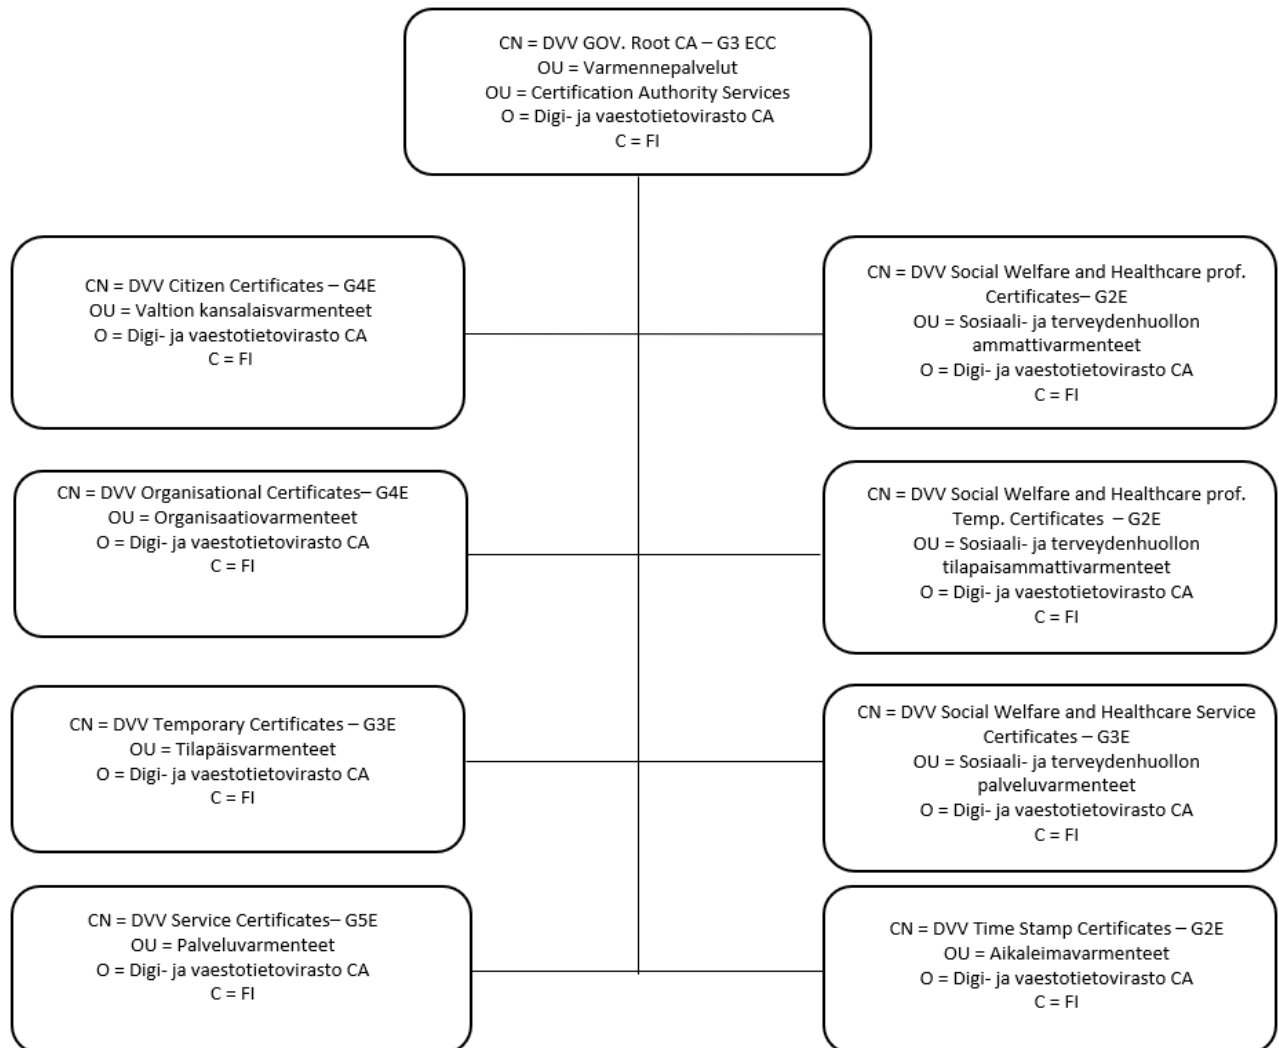 CN = DVV GOV. Root CA – G3 ECC
OU = Varmennepalvelut
OU = Certification Authority Services
O = Digi- ja vaestotietovirasto CA
C = FI
CN = DVV Citizen Certificates – G4E
OU = Valtion kansalaisvarmenteet
O = Digi- ja vaestotietovirasto CA
C = FI
CN = DVV Social Welfare and Healthcare prof.
Certificates– G2E
OU = Sosiaali- ja terveydenhuollon
ammattivarmenteet
O = Digi- ja vaestotietovirasto CA
C = FI
CN = DVV Organisational Certificates– G4E
OU = Organisaatiovarmenteet
O = Digi- ja vaestotietovirasto CA
C = FI
CN = DVV Social Welfare and Healthcare prof.
Temp. Certificates – G2E
OU = Sosiaali- ja terveydenhuollon
tilapaisammattivarmenteet
O = Digi- ja vaestotietovirasto CA
C = FI
CN = DVV Temporary Certificates – G3E
OU = Tilapäisvarmenteet
O = Digi- ja vaestotietovirasto CA
C = FI
CN = DVV Social Welfare and Healthcare Service
Certificates – G3E
OU = Sosiaali- ja terveydenhuollon
palveluvarmenteet
O = Digi- ja vaestotietovirasto CA
C = FI
CN = DVV Service Certificates– G5E
OU = Palveluvarmenteet
O = Digi- ja vaestotietovirasto CA
C = FI
CN = DVV Time Stamp Certificates – G2E
OU = Aikaleimavarmenteet
O = Digi- ja vaestotietovirasto CA
C = FI